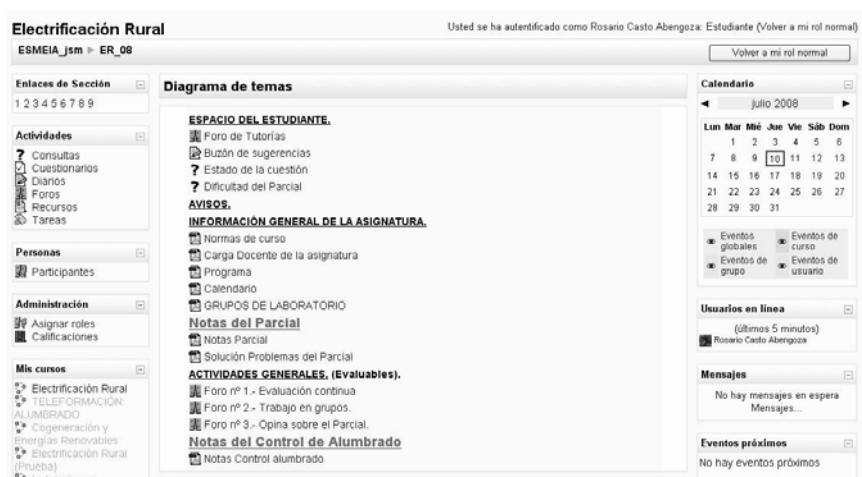 Electrificación Rural
Usted se ha autentificado como Rosario Casto Abengoza: Estudiante (Volver a mi rol normal)
ESMEIA_jsm ► ER_08
Volver a mi rol normal
Enlaces de Sección
1 2 3 4 5 6 7 8 9
Actividades
Consultas
Cuestionarios
Diarios
Foros
Recursos
Tareas
Personas
Participantes
Administración
Asignar roles
Calificaciones
Mis cursos
Electrificación Rural
TELEFORMACIÓN:
ALUMBRADO
Cogeneración y
Energías Renovables
Electrificación Rural
(Prueba)
Diagrama de temas
ESPACIO DEL ESTUDIANTE.
Foro de Tutorías
Buzón de sugerencias
Estado de la cuestión
Dificultad del Parcial
AVISOS.
INFORMACIÓN GENERAL DE LA ASIGNATURA.
Normas de curso
Carga Docente de la asignatura
Programa
Calendario
GRUPOS DE LABORATORIO
Notas del Parcial
Notas Parcial
Solución Problemas del Parcial
ACTIVIDADES GENERALES. (Evaluables).
Foro nº 1.- Evaluación continua
Foro nº 2.- Trabajo en grupos.
Foro nº 3.- Opina sobre el Parcial.
Notas del Control de Alumbrado
Notas Control alumbrado
Calendario
◄ julio 2008 ►
Lun Mar Mié Jue Vie Sáb Dom
1 2 3 4 5 6
7 8 9 10 11 12 13
14 15 16 17 18 19 20
21 22 23 24 25 26 27
28 29 30 31
Eventos globales
Eventos de curso
Eventos de grupo
Eventos de usuario
Usuarios en línea
(últimos 5 minutos)
Rosario Casto Abengoza
Mensajes
No hay mensajes en espera
Mensajes...
Eventos próximos
No hay eventos próximos